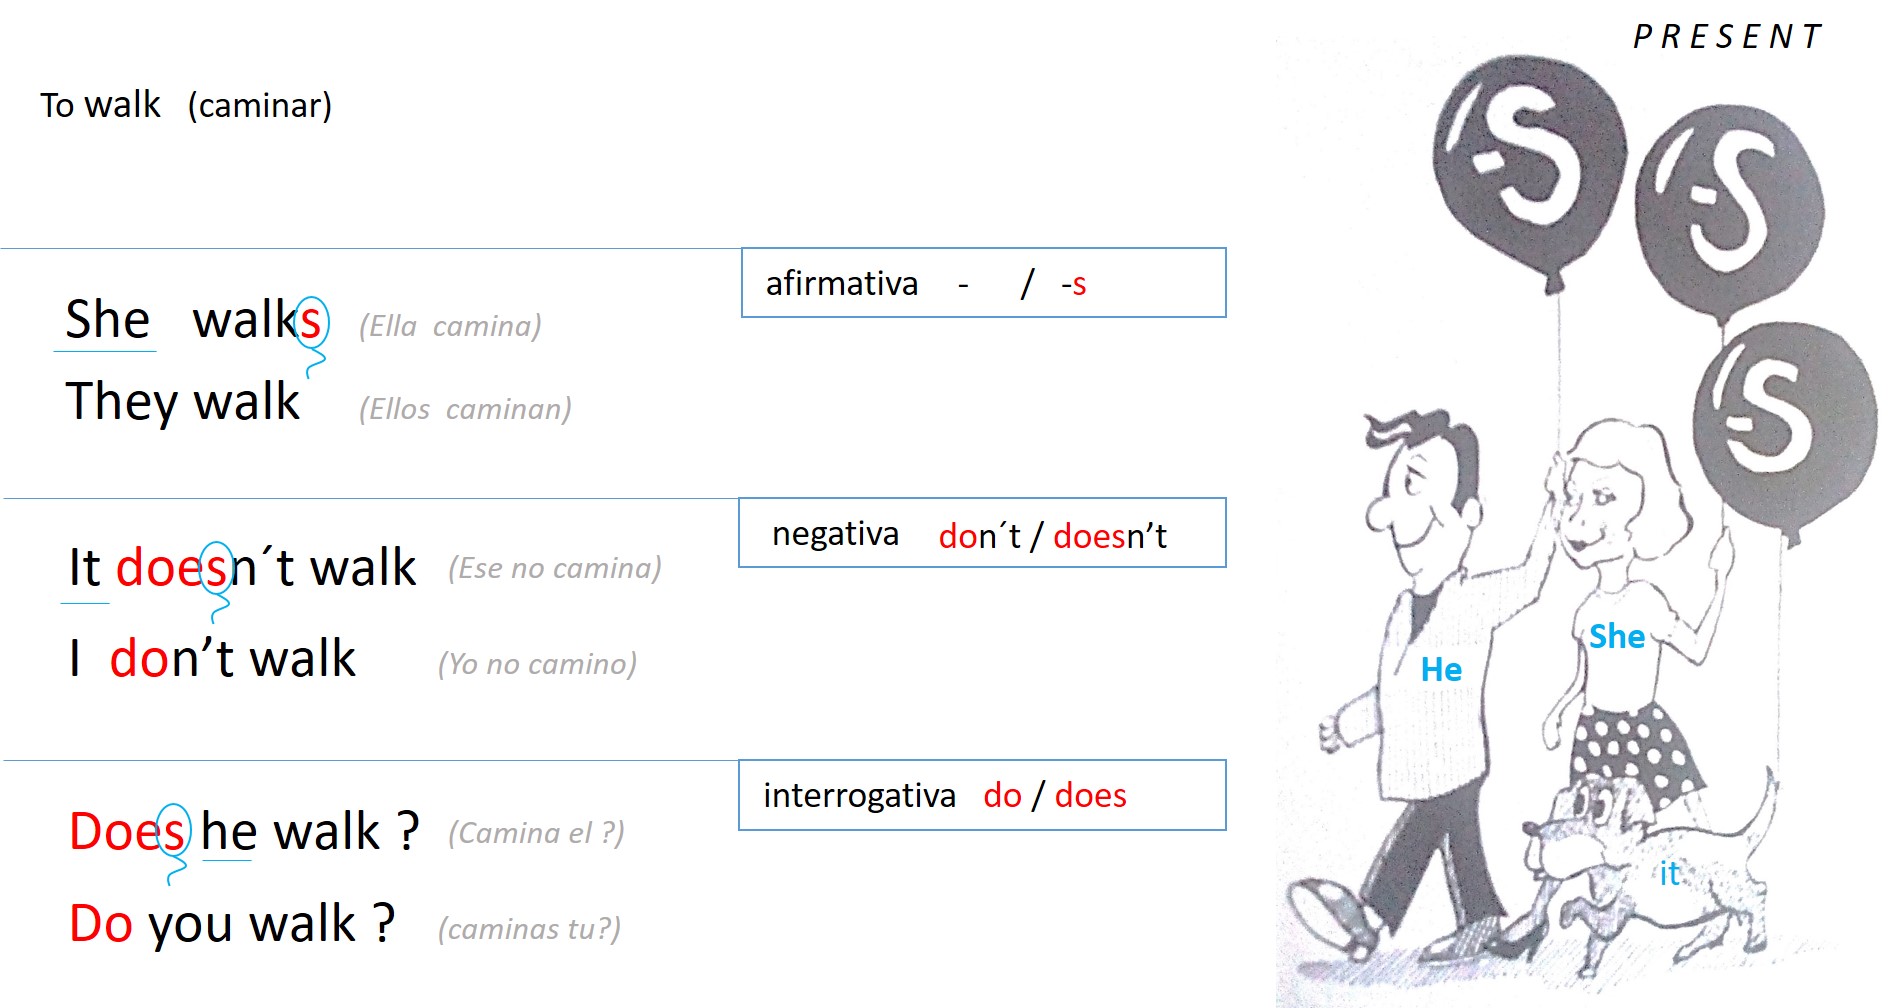 PRESENT
To walk (caminar)
afirmativa - / -s
She walks (Ella camina)
They walk (Ellos caminan)
negativa don´t / doesn’t
It doesn´t walk (Ese no camina)
I don’t walk (Yo no camino)
interrogativa do / does
Does he walk ? (Camina el ?)
Do you walk ? (caminas tu?)
-S
-S
-S
He
She
it